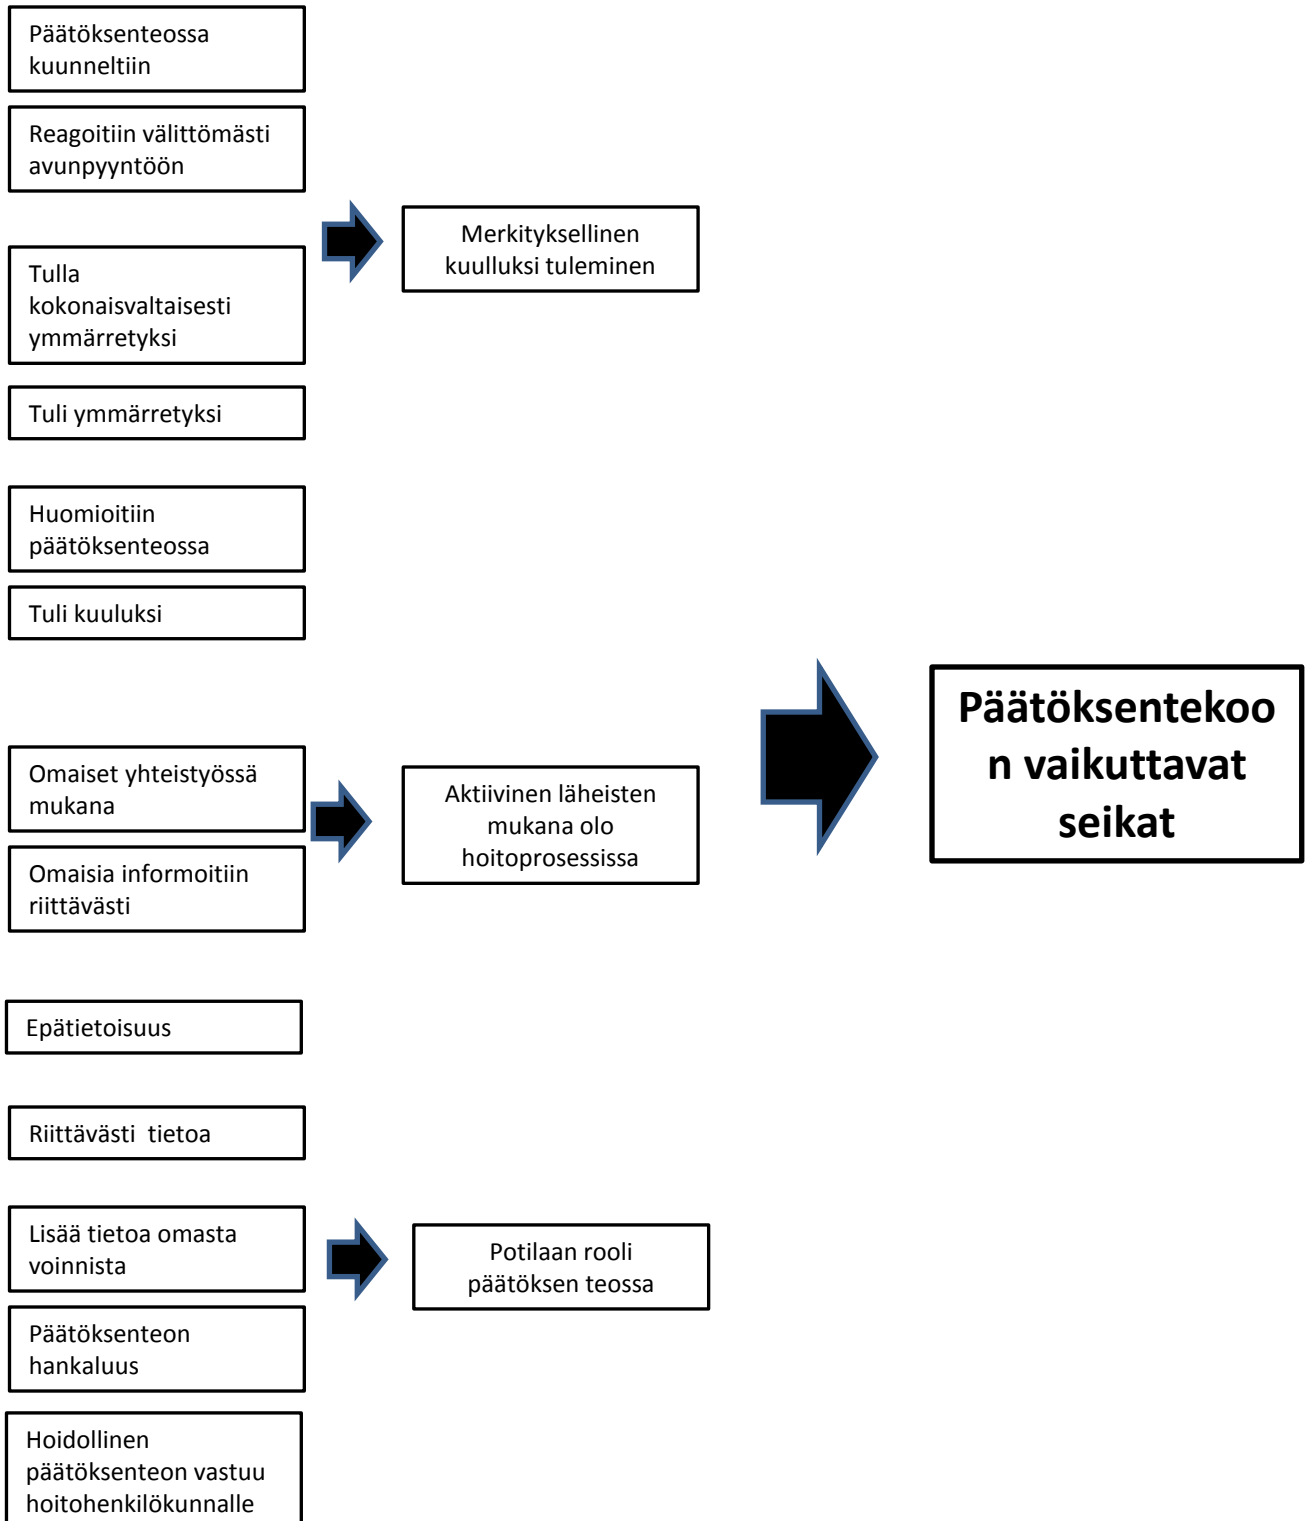 Päätöksenteossa
kuunneltiin
Reagoitiin välittömästi
avunpyyntöön
Tulla
kokonaisvaltaisesti
ymmärretyksi
Tuli ymmärretyksi
Huomioitiin
päätöksenteossa
Tuli kuuluksi
Omaiset yhteistyössä
mukana
Omaisia informoitiin
riittävästi
Epätietoisuus
Riittävästi  tietoa
Lisää tietoa omasta
voinnista
Päätöksenteon
hankaluus
Hoidollinen
päätöksenteon vastuu
hoitohenkilökunnalle
Merkityksellinen
kuulluksi tuleminen
Aktiivinen läheisten
mukana olo
hoitoprosessissa
Potilaan rooli
päätöksen teossa
Päätöksentekoo
n vaikuttavat
seikat